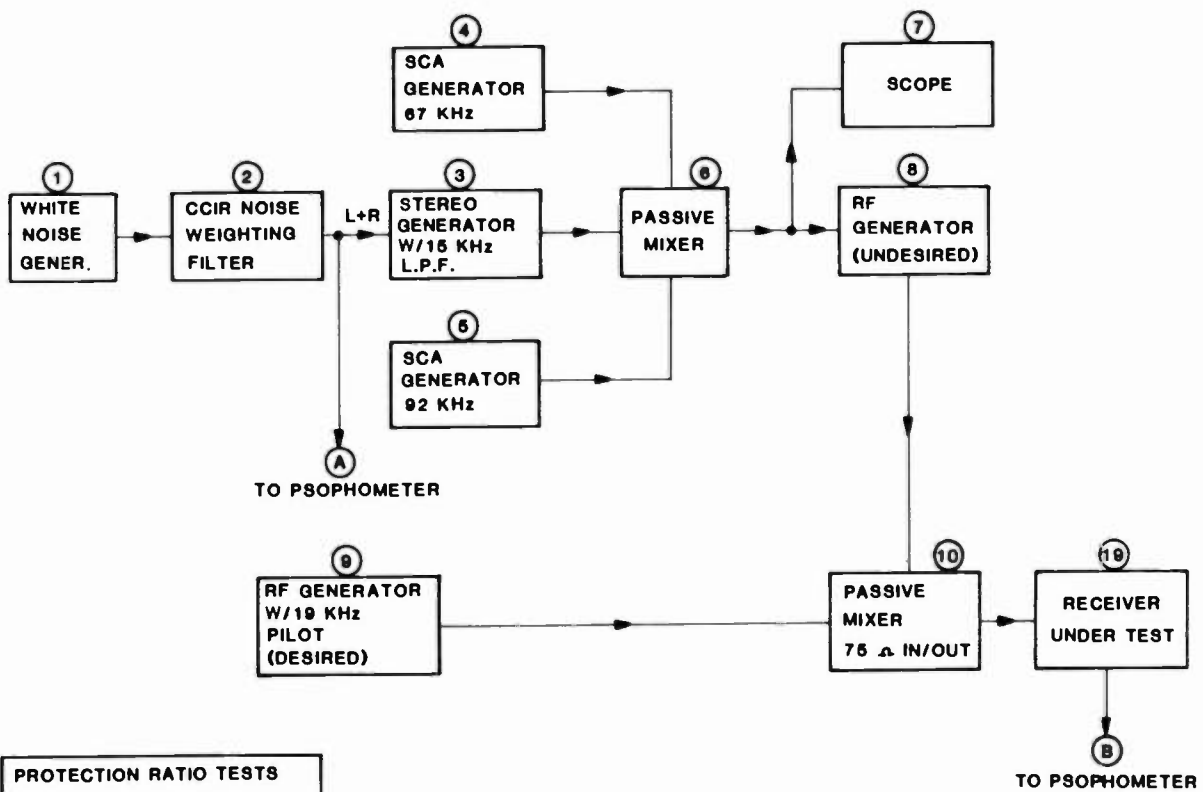 4
SCA
GENERATOR
67 KHz
7
SCOPE
1
WHITE
NOISE
GENER.
2
CCIR NOISE
WEIGHTING
FILTER
L+R
3
STEREO
GENERATOR
W/15 KHz
L.P.F.
6
PASSIVE
MIXER
8
RF
GENERATOR
(UNDESIRED)
5
SCA
GENERATOR
92 KHz
A
TO PSOPHOMETER
9
RF GENERATOR
W/19 KHz
PILOT
(DESIRED)
10
PASSIVE
MIXER
75 Ω IN/OUT
19
RECEIVER
UNDER TEST
B
TO PSOPHOMETER
PROTECTION RATIO TESTS